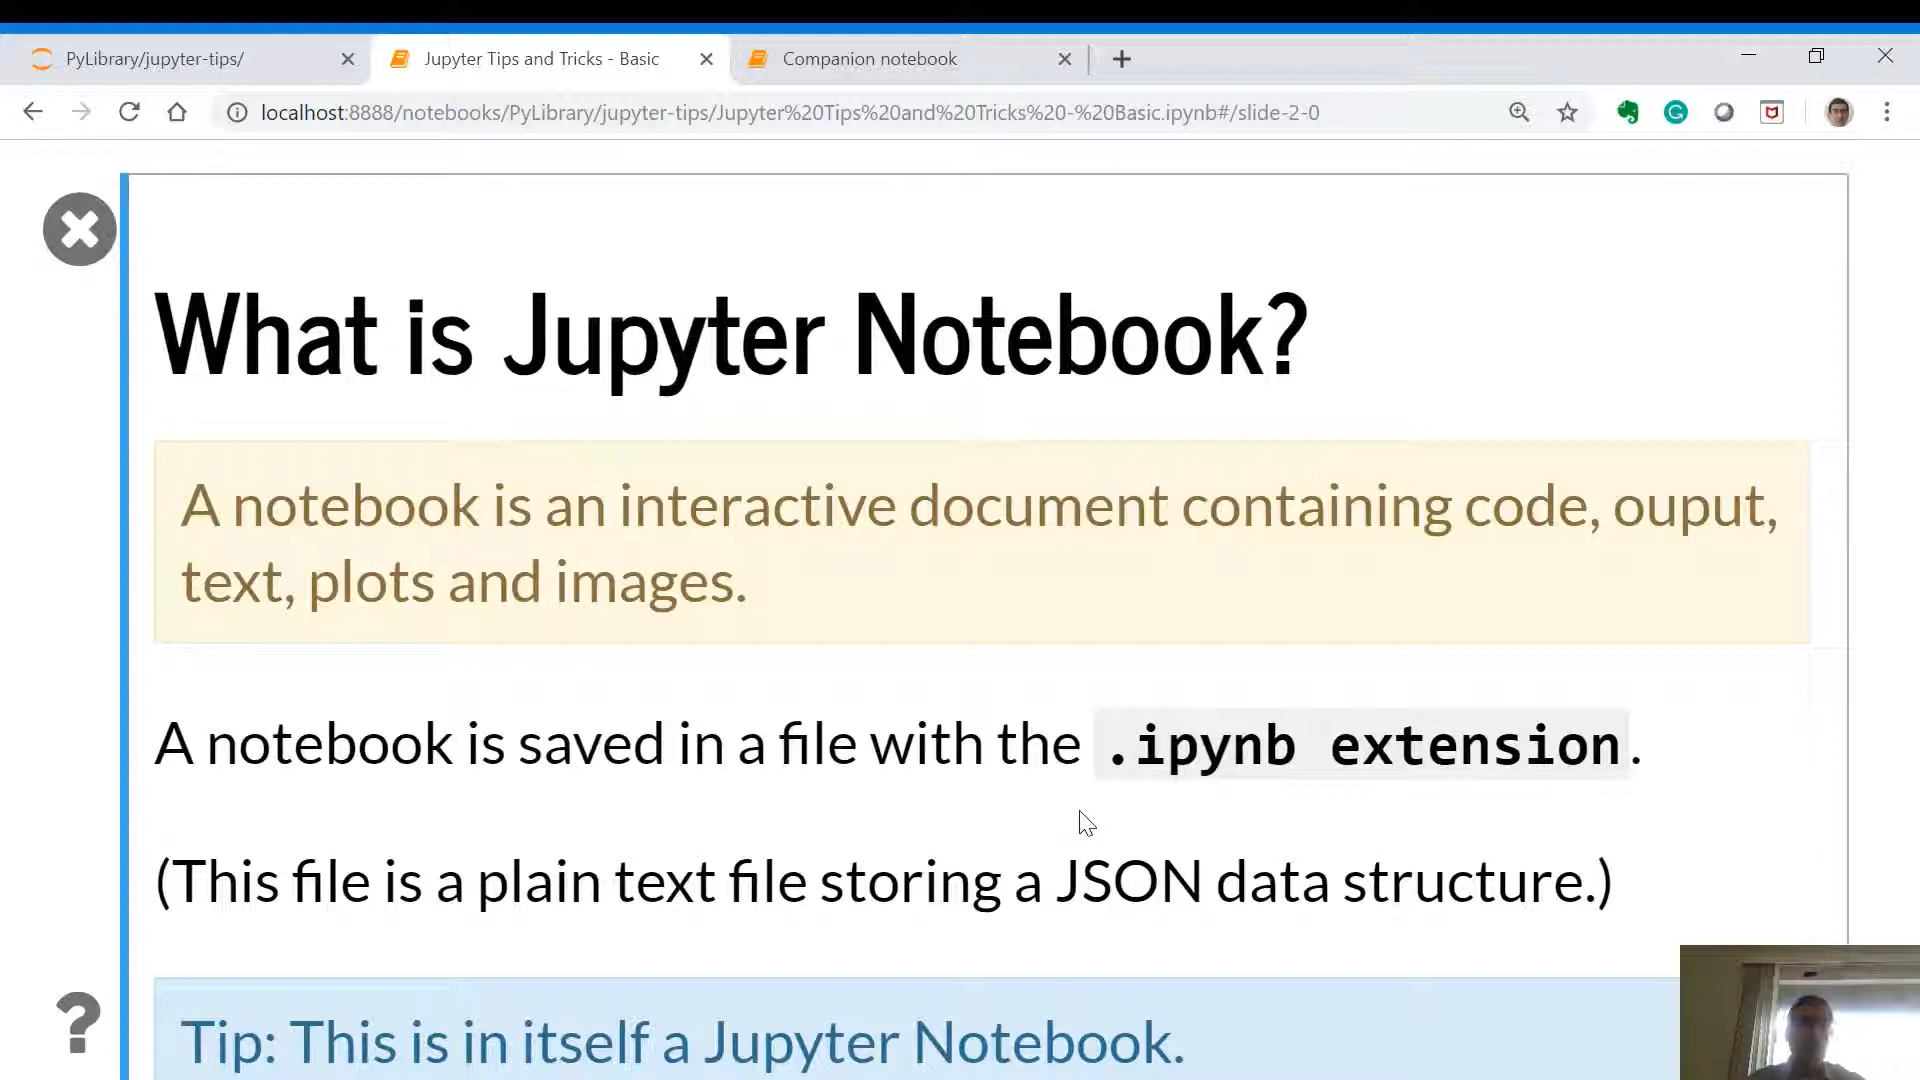 PyLibrary/jupyter-tips/
Jupyter Tips and Tricks - Basic
Companion notebook
localhost:8888/notebooks/PyLibrary/jupyter-tips/Jupyter%20Tips%20and%20Tricks%20-%20Basic.ipynb#/slide-2-0
What is Jupyter Notebook?
A notebook is an interactive document containing code, ouput,
text, plots and images.
A notebook is saved in a file with the .ipynb extension.
(This file is a plain text file storing a JSON data structure.)
?
Tip: This is in itself a Jupyter Notebook.